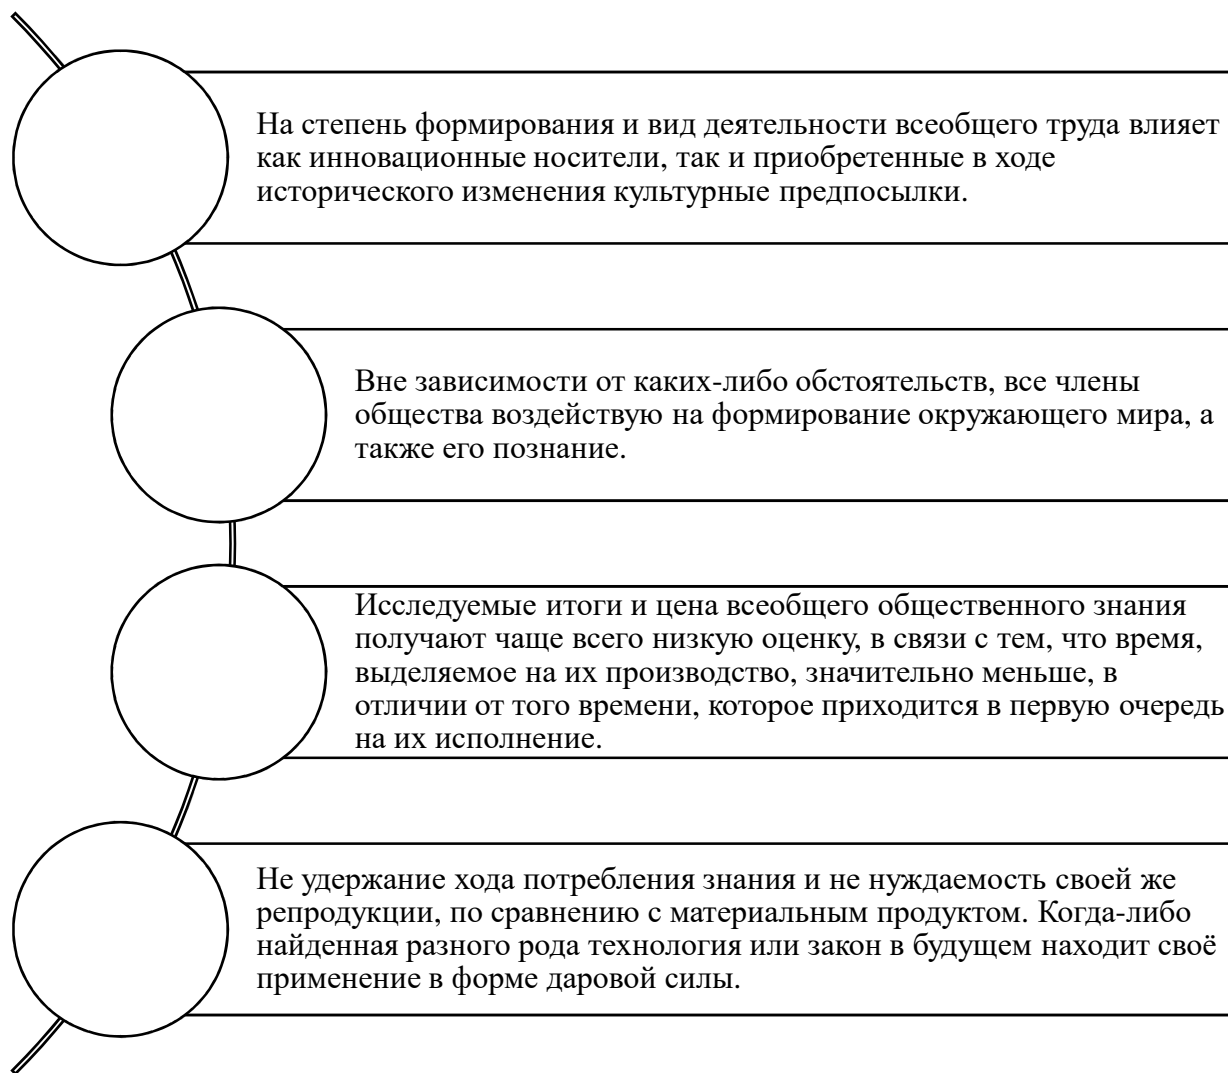 На степень формирования и вид деятельности всеобщего труда влияет
как инновационные носители, так и приобретенные в ходе
исторического изменения культурные предпосылки.
Вне зависимости от каких-либо обстоятельств, все члены
общества воздействую на формирование окружающего мира, а
также его познание.
Исследуемые итоги и цена всеобщего общественного знания
получают чаще всего низкую оценку, в связи с тем, что время,
выделяемое на их производство, значительно меньше, в
отличии от того времени, которое приходится в первую очередь
на их исполнение.
Не удержание хода потребления знания и не нуждаемость своей же
репродукции, по сравнению с материальным продуктом. Когда-либо
найденная разного рода технология или закон в будущем находит своё
применение в форме даровой силы.